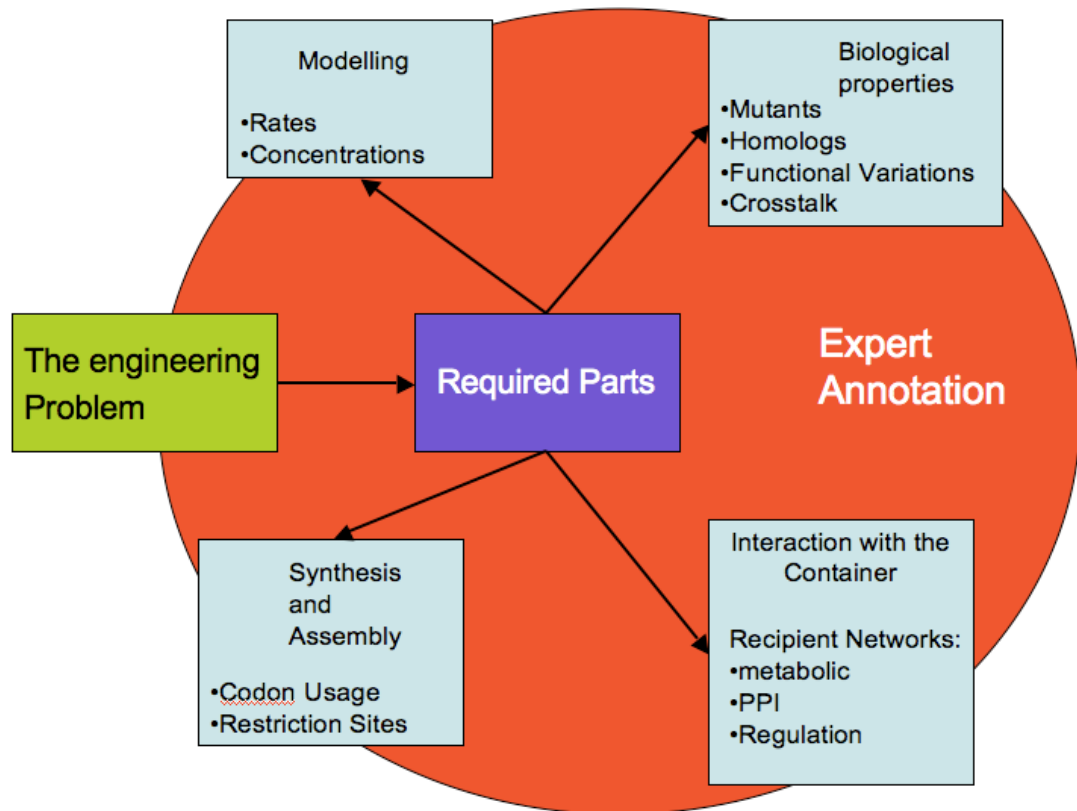 Modelling
•Rates
•Concentrations
Biological
properties
•Mutants
•Homologs
•Functional Variations
•Crosstalk
The engineering
Problem
Required Parts
Expert
Annotation
Synthesis
and
Assembly
•Codon Usage
•Restriction Sites
Interaction with the
Container
Recipient Networks:
•metabolic
•PPI
•Regulation